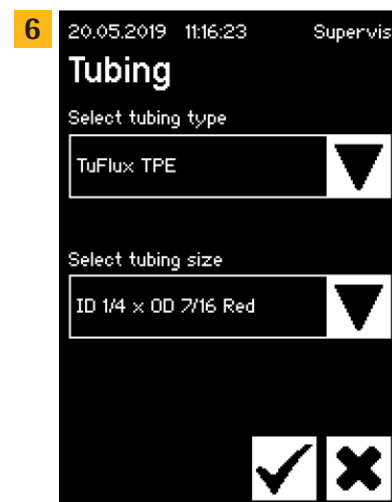 6
20.05.2019 11:16:23 Supervis
Tubing
Select tubing type
TuFlux TPE
Select tubing size
ID 1/4 x OD 7/16 Red